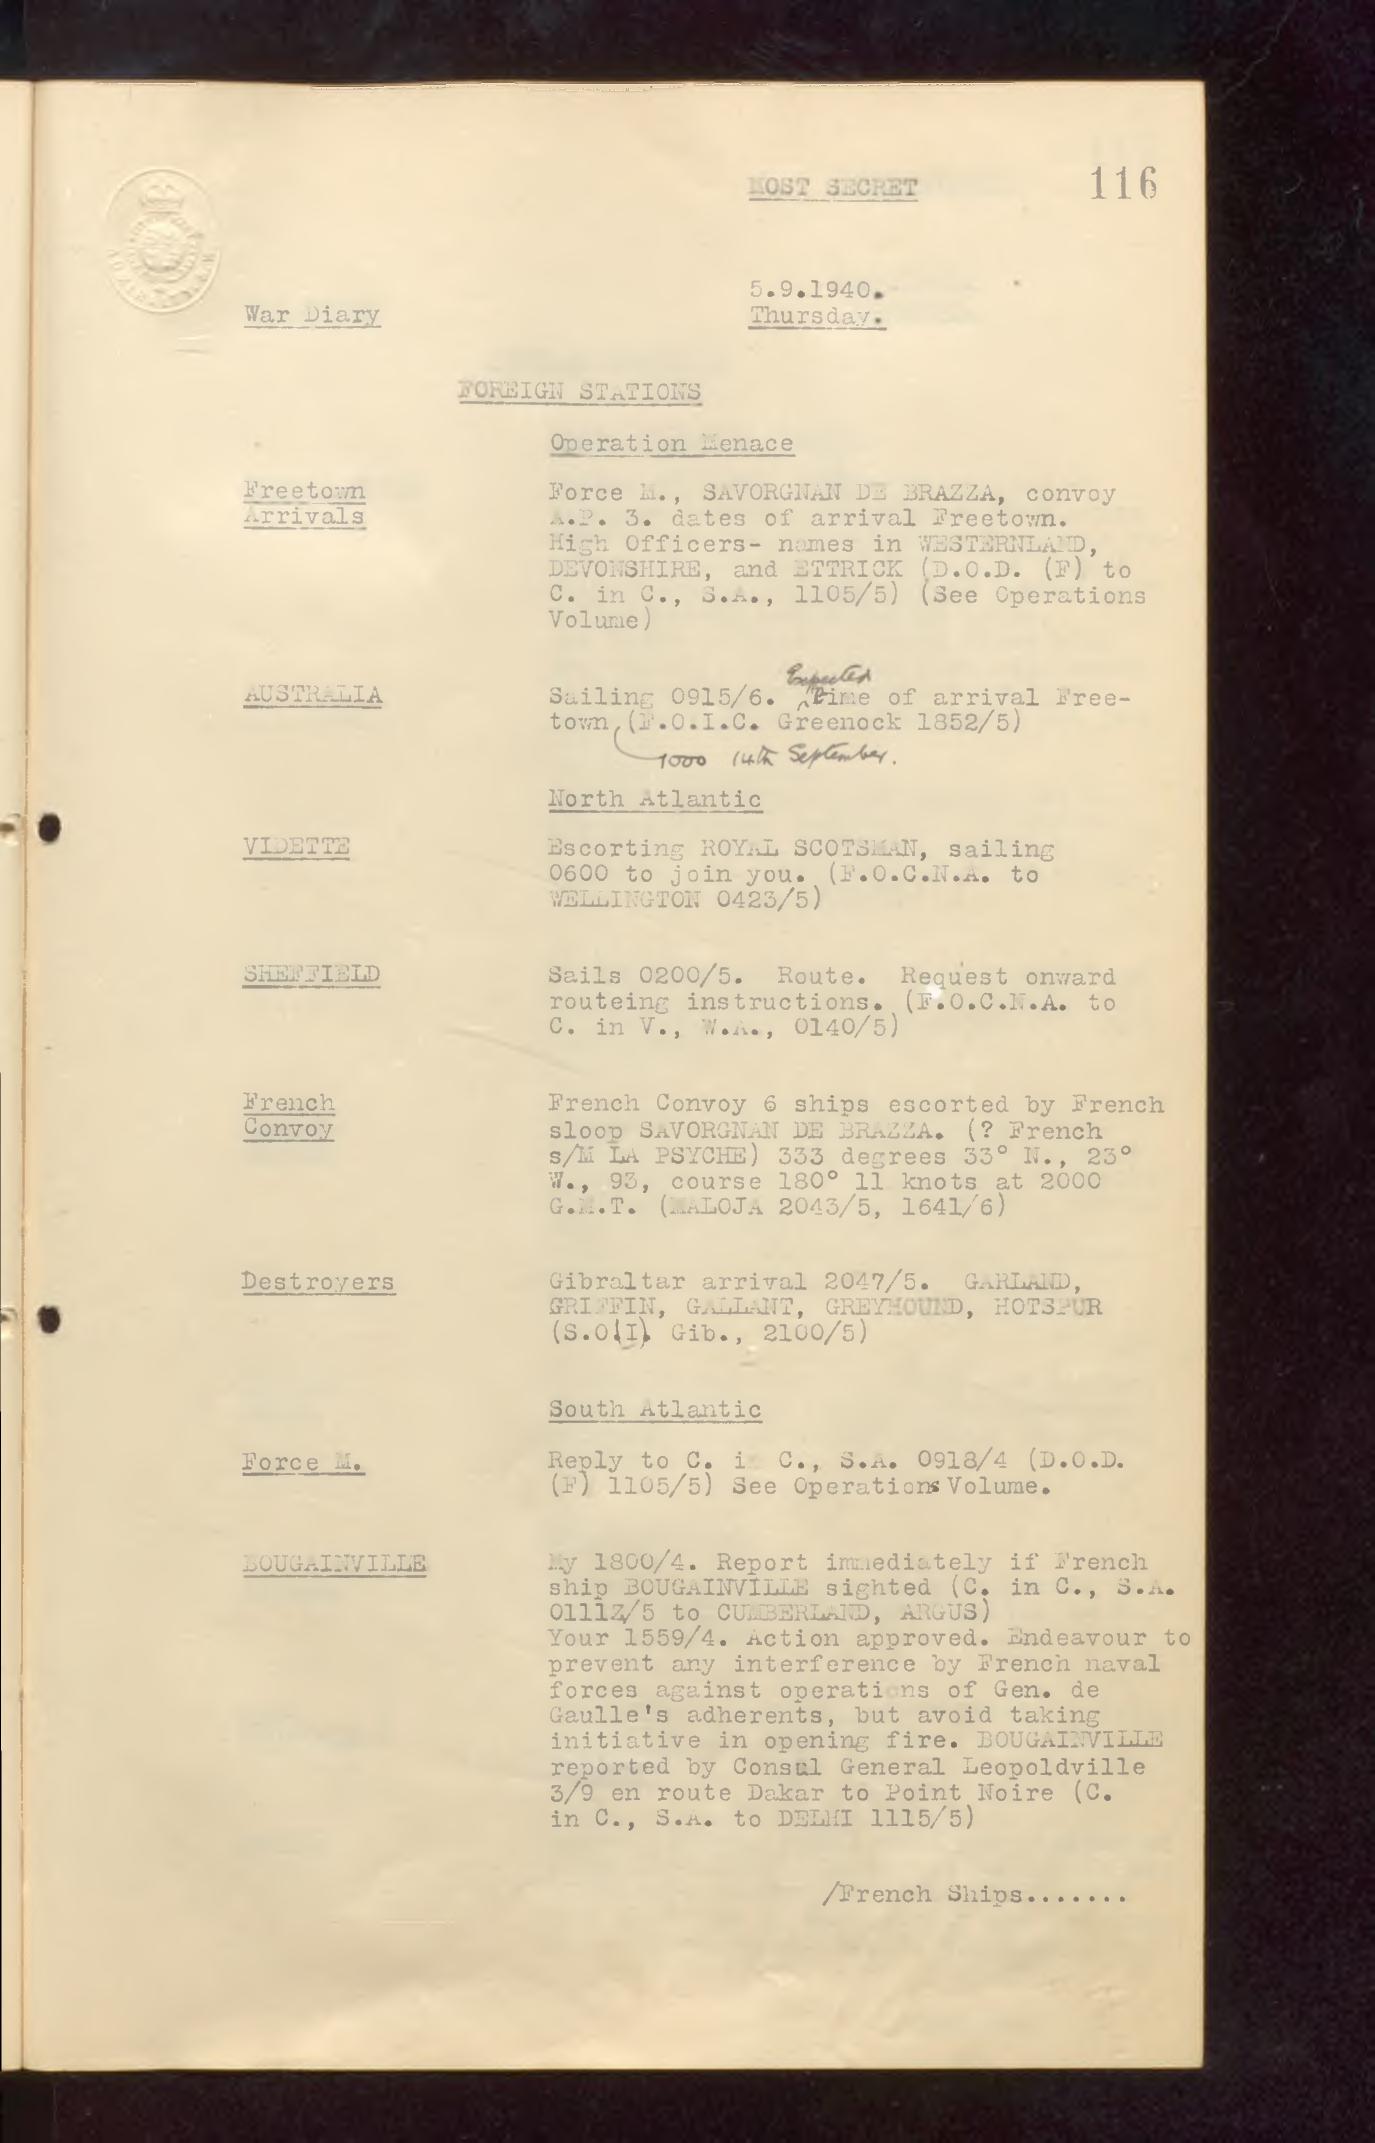 MOST SECRET
116
5.9.1940.
War Diary
Thursday.
FOREIGN STATIONS
Operation Menace
Freetown
Arrivals
Force M., SAVORGNAN DE BRAZZA, convoy
A.P. 3. dates of arrival Freetown.
High Officers- names in WESTERNLAND,
DEVONSHIRE, and ETTRICK (D.O.D. (F) to
C. in C., S.A., 1105/5) (See Operations
Volume)
AUSTRALIA
Expected
Sailing 0915/6. Time of arrival Free-
town (F.O.I.C. Greenock 1852/5)
1000 14th September.
North Atlantic
VIDETTE
Escorting ROYAL SCOTSMAN, sailing
0600 to join you. (F.O.C.N.A. to
WELLINGTON 0423/5)
SHEFFIELD
Sails 0200/5. Route. Request onward
routeing instructions. (F.O.C.N.A. to
C. in V., W.A., 0140/5)
French
Convoy
French Convoy 6 ships escorted by French
sloop SAVORGNAN DE BRAZZA. (? French
s/M LA PSYCHE) 333 degrees 33° N., 23°
W., 93, course 180° 11 knots at 2000
G.M.T. (MALOJA 2043/5, 1641/6)
Destroyers
Gibraltar arrival 2047/5. GARLAND,
GRIFFIN, GALLANT, GREYHOUND, HOTSPUR
(S.O.(I) Gib., 2100/5)
South Atlantic
Force M.
Reply to C. in C., S.A. 0918/4 (D.O.D.
(F) 1105/5) See Operations Volume.
BOUGAINVILLE
My 1800/4. Report immediately if French
ship BOUGAINVILLE sighted (C. in C., S.A.
0111Z/5 to CUMBERLAND, ARGUS)
Your 1559/4. Action approved. Endeavour to
prevent any interference by French naval
forces against operations of Gen. de
Gaulle's adherents, but avoid taking
initiative in opening fire. BOUGAINVILLE
reported by Consul General Leopoldville
3/9 en route Dakar to Point Noire (C.
in C., S.A. to DELHI 1115/5)
/French Ships.......